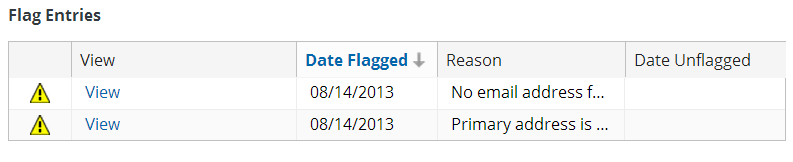 Flag Entries
View Date Flagged Reason Date Unflagged
View 08/14/2013 No email address f...
View 08/14/2013 Primary address is ...